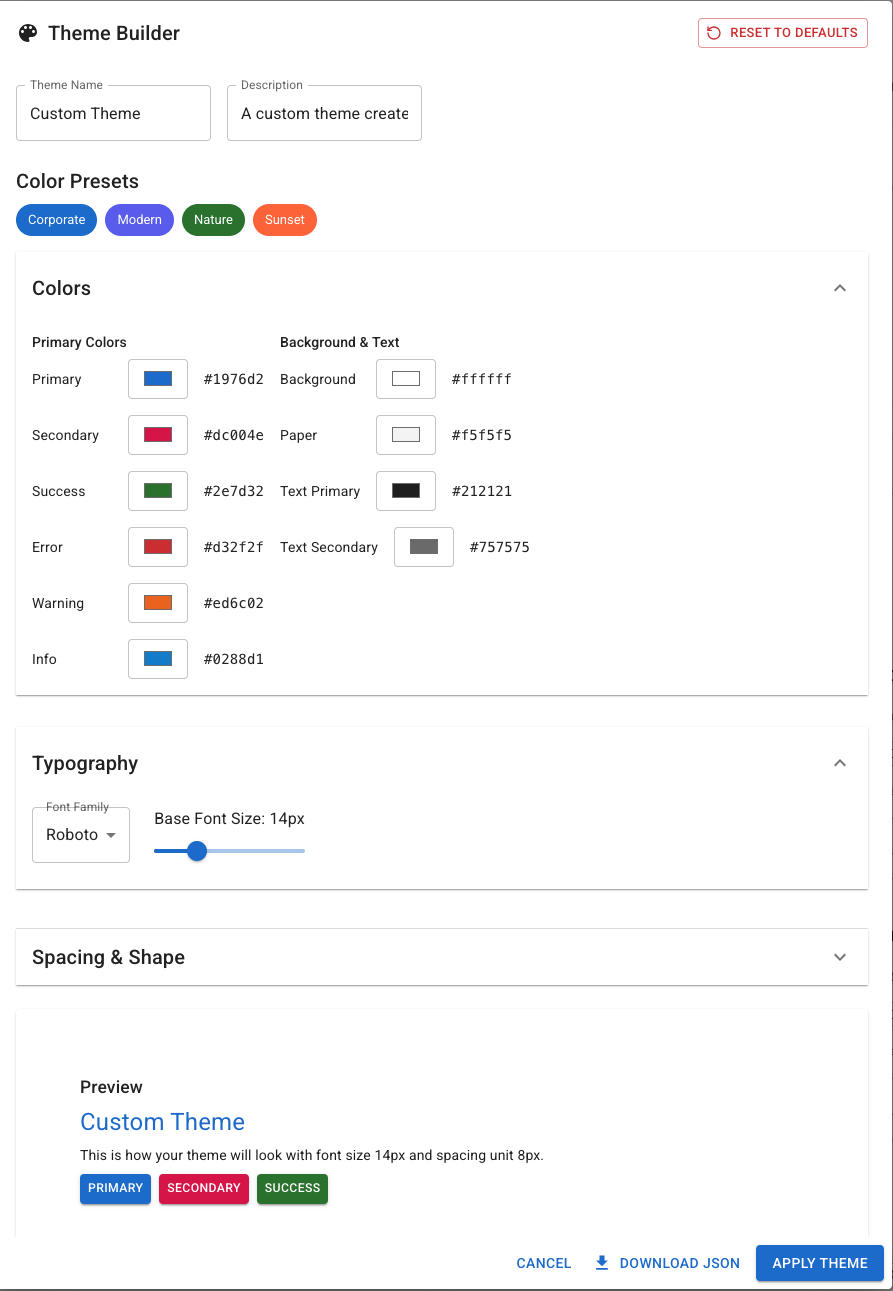 Theme Builder
RESET TO DEFAULTS
Theme Name
Custom Theme
Description
A custom theme create
Color Presets
Corporate
Modern
Nature
Sunset
Colors
Primary Colors
Primary #1976d2
Secondary #dc004e
Success #2e7d32
Error #d32f2f
Warning #ed6c02
Info #0288d1
Background & Text
Background #ffffff
Paper #f5f5f5
Text Primary #212121
Text Secondary #757575
Typography
Font Family
Roboto
Base Font Size: 14px
Spacing & Shape
Preview
Custom Theme
This is how your theme will look with font size 14px and spacing unit 8px.
PRIMARY
SECONDARY
SUCCESS
CANCEL
DOWNLOAD JSON
APPLY THEME